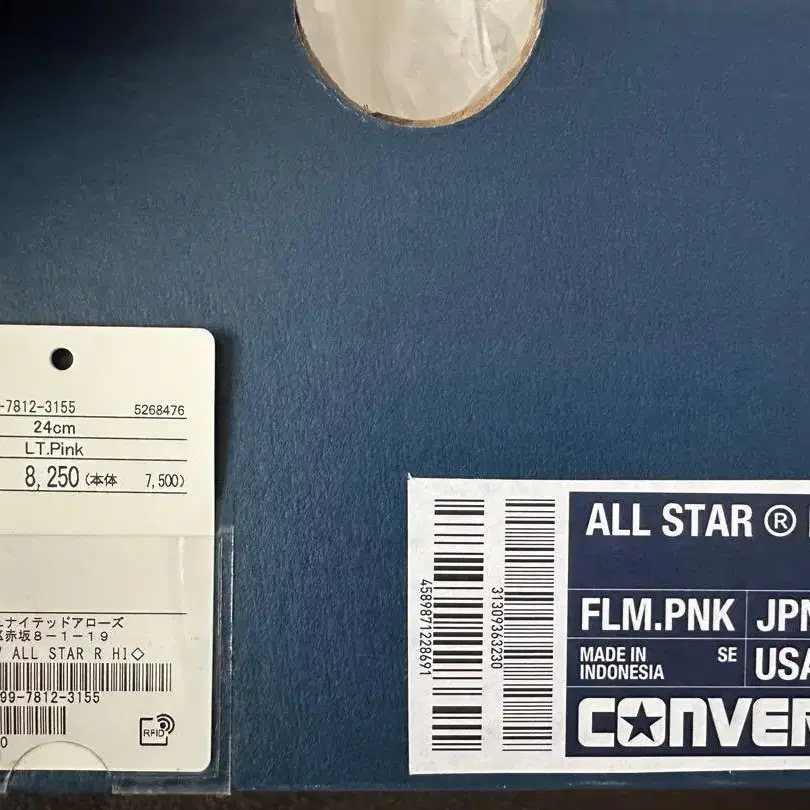 -7812-3155 5268476
24cm
LT.Pink
8,250 (本体 7,500)
ナイテッドアローズ
赤坂8-1-19
ALL STAR R HI◇
99-7812-3155
0
RFID
4589871228691
31309363230
ALL STAR ®
FLM.PNK JPN
MADE IN INDONESIA SE USA
CONVER